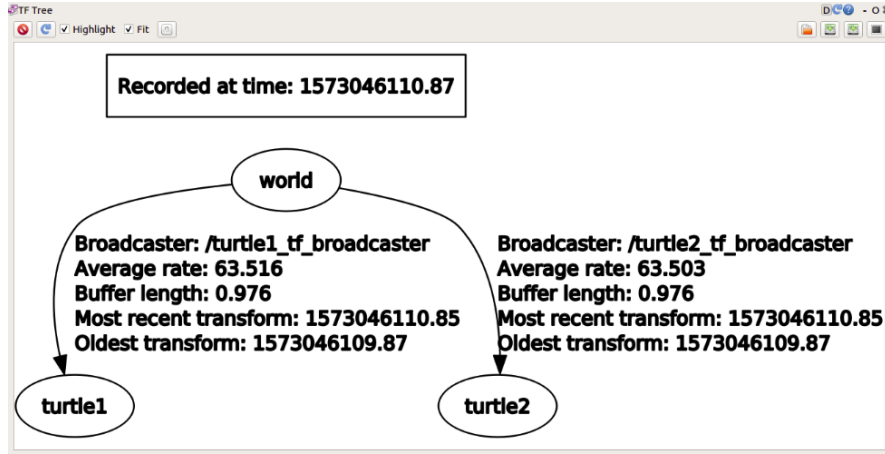 TF Tree
D - O
Highlight Fit
Recorded at time: 1573046110.87
world
Broadcaster: /turtle1_tf_broadcaster
Average rate: 63.516
Buffer length: 0.976
Most recent transform: 1573046110.85
Oldest transform: 1573046109.87
Broadcaster: /turtle2_tf_broadcaster
Average rate: 63.503
Buffer length: 0.976
Most recent transform: 1573046110.85
Oldest transform: 1573046109.87
turtle1
turtle2